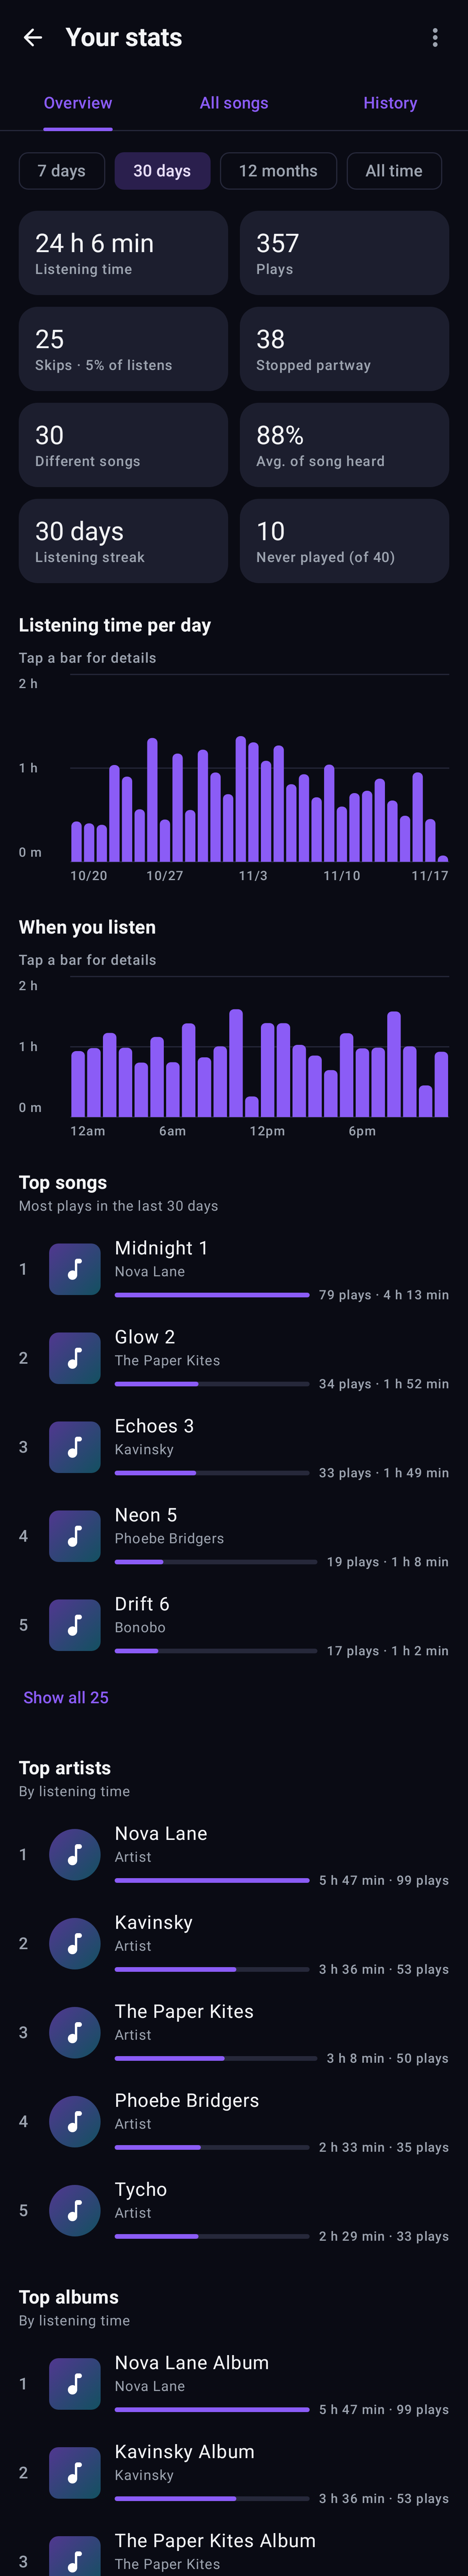 Your stats
Overview
All songs
History
7 days
30 days
12 months
All time
24 h 6 min
Listening time
357
Plays
25
Skips · 5% of listens
38
Stopped partway
30
Different songs
88%
Avg. of song heard
30 days
Listening streak
10
Never played (of 40)
Listening time per day
Tap a bar for details
2 h
1 h
0 m
10/20 10/27 11/3 11/10 11/17
When you listen
Tap a bar for details
2 h
1 h
0 m
12am 6am 12pm 6pm
Top songs
Most plays in the last 30 days
1
Midnight 1
Nova Lane
79 plays · 4 h 13 min
2
Glow 2
The Paper Kites
34 plays · 1 h 52 min
3
Echoes 3
Kavinsky
33 plays · 1 h 49 min
4
Neon 5
Phoebe Bridgers
19 plays · 1 h 8 min
5
Drift 6
Bonobo
17 plays · 1 h 2 min
Show all 25
Top artists
By listening time
1
Nova Lane
Artist
5 h 47 min · 99 plays
2
Kavinsky
Artist
3 h 36 min · 53 plays
3
The Paper Kites
Artist
3 h 8 min · 50 plays
4
Phoebe Bridgers
Artist
2 h 33 min · 35 plays
5
Tycho
Artist
2 h 29 min · 33 plays
Top albums
By listening time
1
Nova Lane Album
Nova Lane
5 h 47 min · 99 plays
2
Kavinsky Album
Kavinsky
3 h 36 min · 53 plays
3
The Paper Kites Album
The Paper Kites